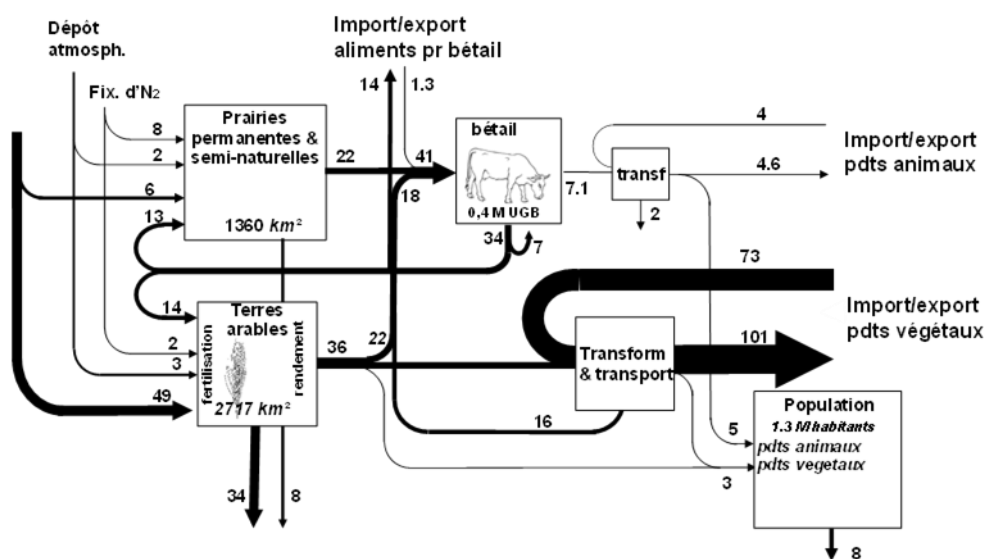 Dépôt
atmosph.
Import/export
aliments pr bétail
14
1.3
Fix. d'N₂
Prairies
permanentes &
semi-naturelles
1360 km²
8
2
6
13
22
41
18
bétail
0,4 M UGB
34
7
7.1
transf
2
4
4.6
Import/export
pdts animaux
73
Import/export
pdts végétaux
101
14
2
3
49
Terres
arables
fertilisation
rendement
2717 km²
36
22
Transform
& transport
16
34
8
5
3
Population
1.3 M habitants
pdts animaux
pdts vegetaux
8